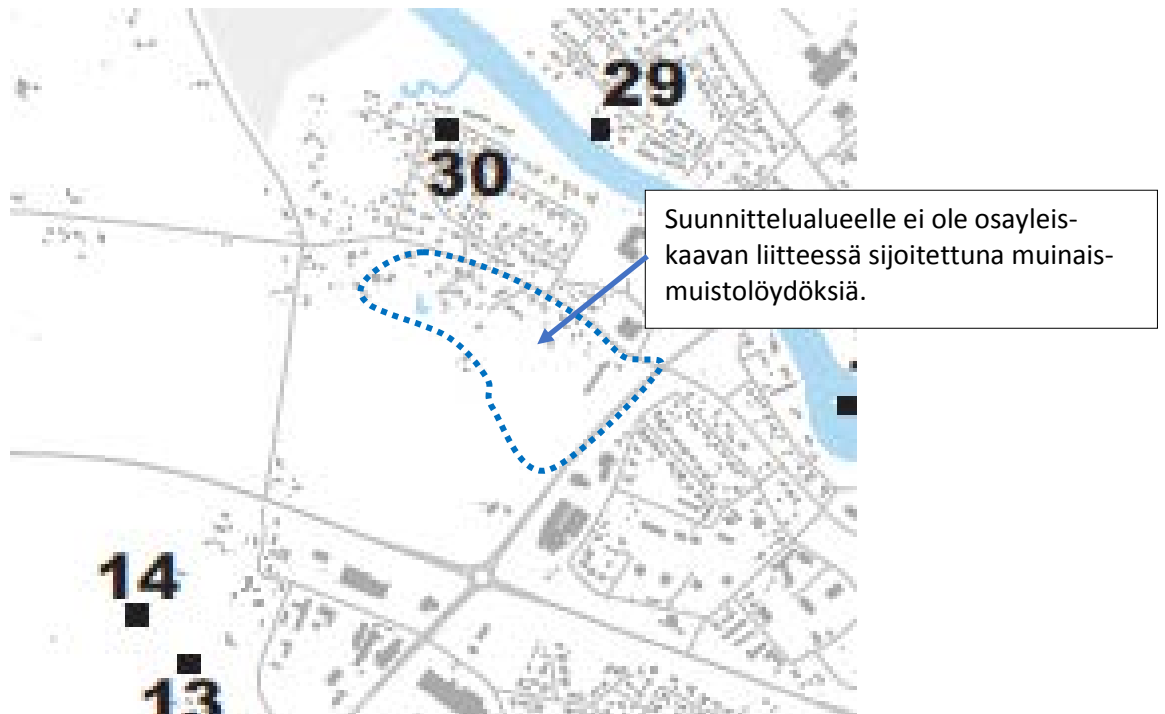 29
30
Suunnittelualueelle ei ole osayleis-
kaavan liitteessä sijoitettuna muinais-
muistolöydöksiä.
14
13